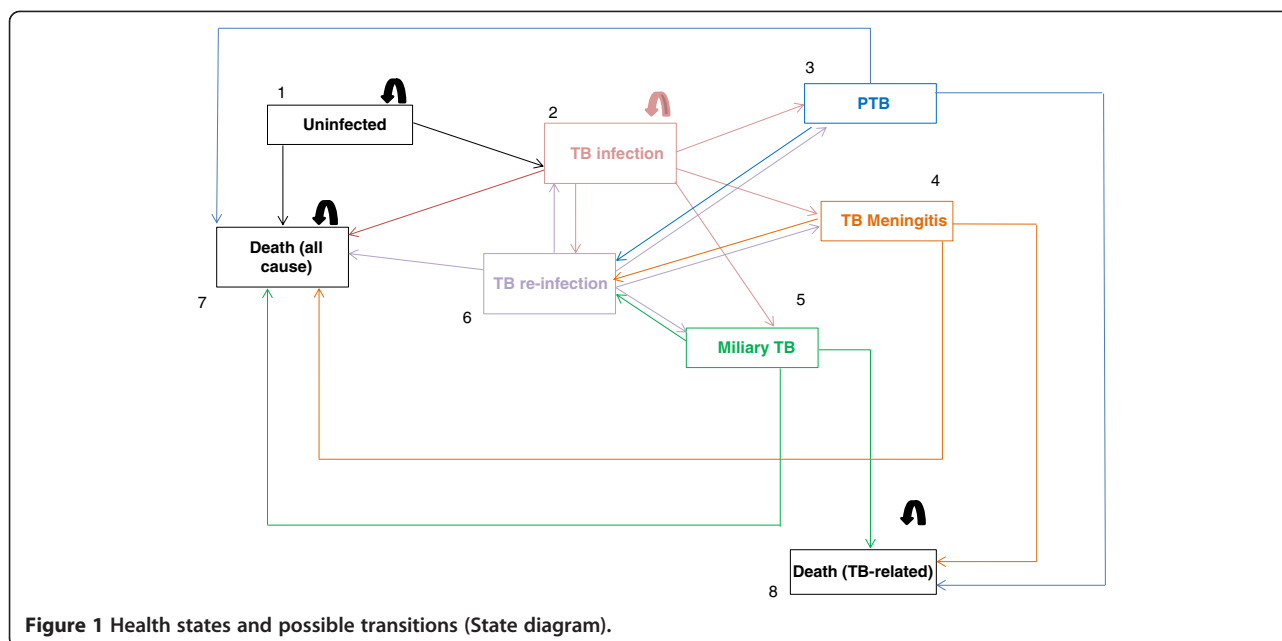 1
Uninfected
2
TB infection
3
PTB
4
TB Meningitis
Death (all
cause)
7
TB re-infection
6
5
Miliary TB
Death (TB-related)
8
Figure 1 Health states and possible transitions (State diagram).